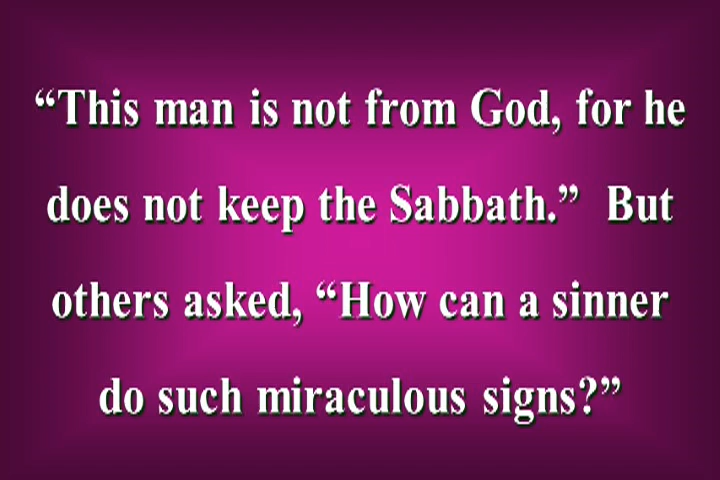 “This man is not from God, for he
does not keep the Sabbath.”  But
others asked, “How can a sinner
do such miraculous signs?”